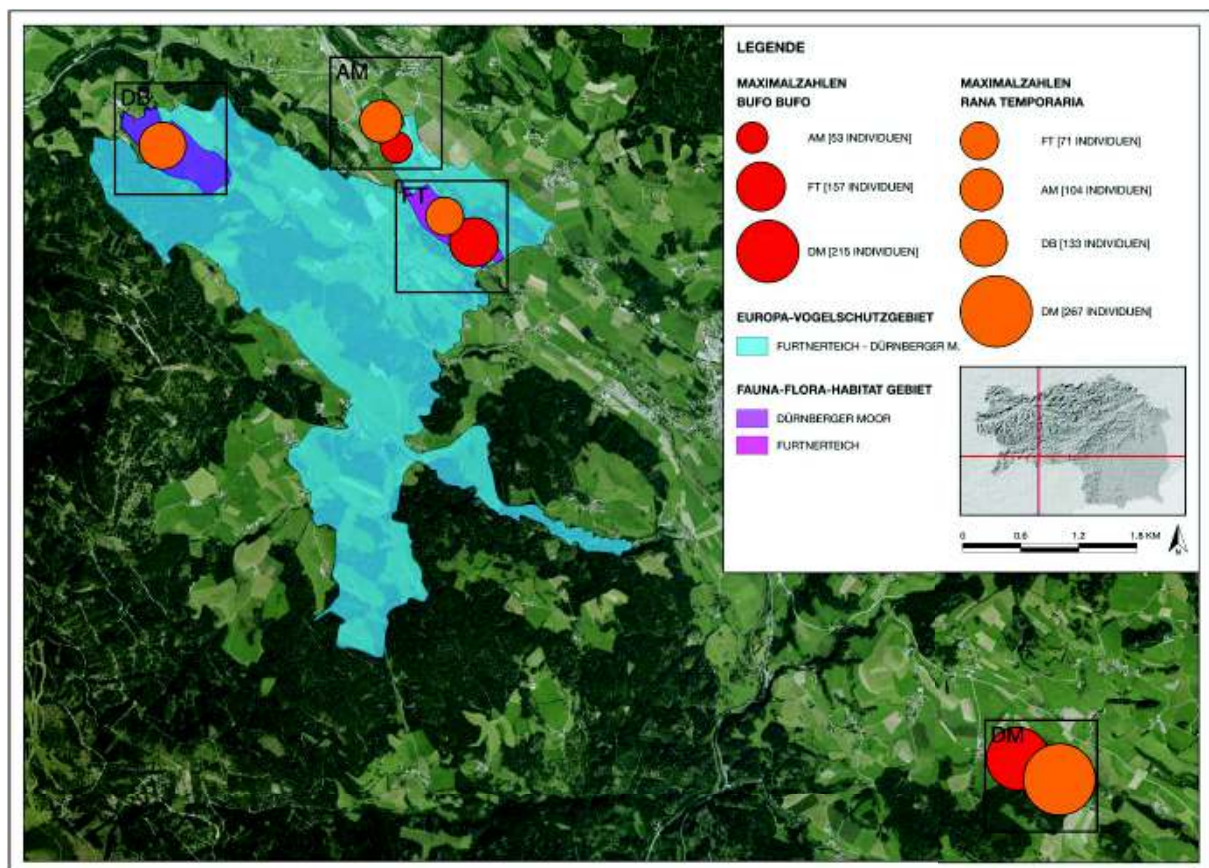 DB
AM
FT
DM
LEGENDE
MAXIMALZAHLEN
BUFO BUFO
AM [53 INDIVIDUEN]
FT [157 INDIVIDUEN]
DM [215 INDIVIDUEN]
EUROPA-VOGELSCHUTZGEBIET
FURTNERTEICH - DÜRNBERGER M.
FAUNA-FLORA-HABITAT GEBIET
DÜRNBERGER MOOR
FURTNERTEICH
MAXIMALZAHLEN
RANA TEMPORARIA
FT [71 INDIVIDUEN]
AM [104 INDIVIDUEN]
DB [133 INDIVIDUEN]
DM [267 INDIVIDUEN]
0 0.6 1.2 1.8 KM
N